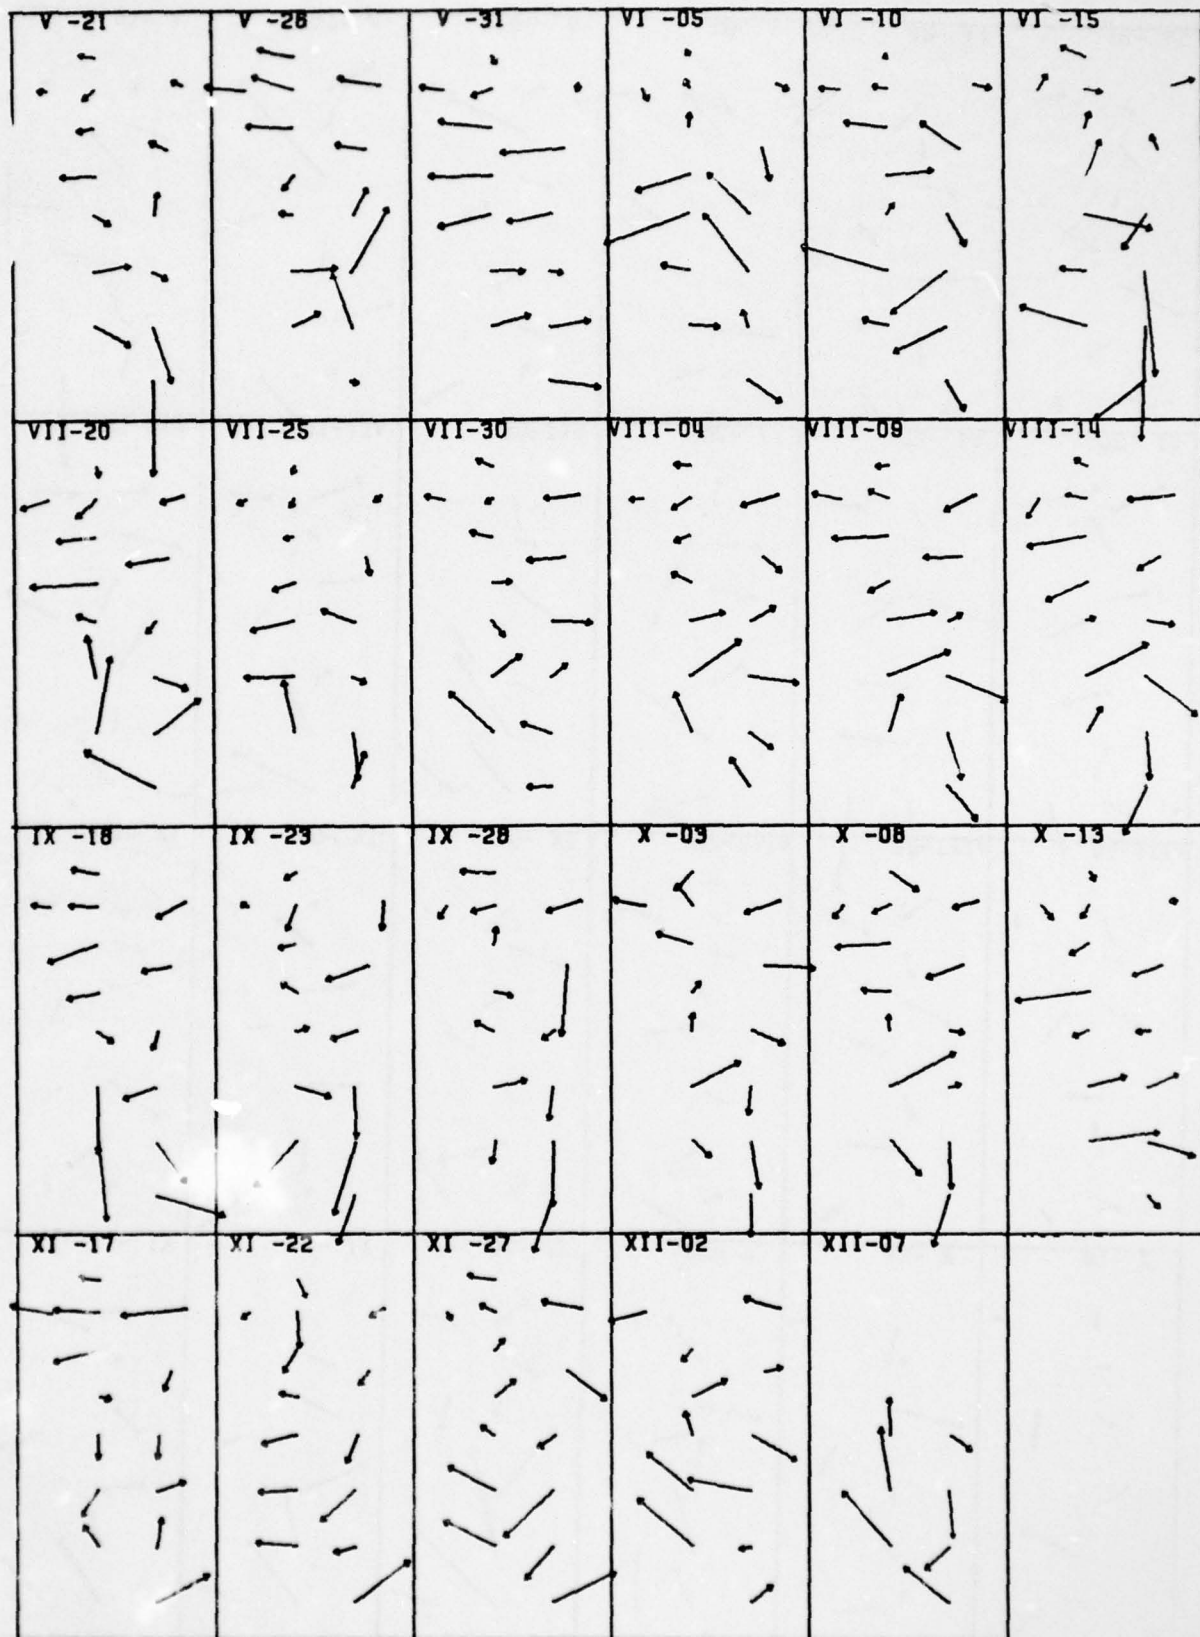 V -21 V -26 V -31 VI -05 VI -10 VI -15
VII-20 VII-25 VII-30 VIII-04 VIII-09 VIII-14
IX -18 IX -23 IX -28 X -03 X -08 X -13
XI -17 XI -22 XI -27 XII-02 XII-07